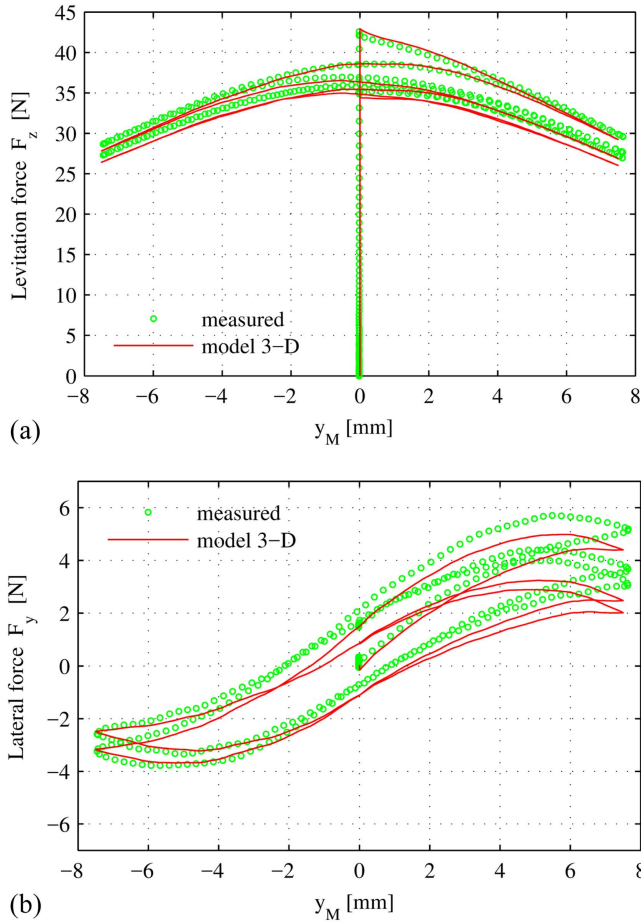 45
40
35
30
25
20
15
10
5
0
Levitation force F_z [N]
measured
model 3−D
−8 −6 −4 −2 0 2 4 6 8
y_M [mm]
(a)
6
4
2
0
−2
−4
−6
Lateral force F_y [N]
measured
model 3−D
−8 −6 −4 −2 0 2 4 6 8
y_M [mm]
(b)